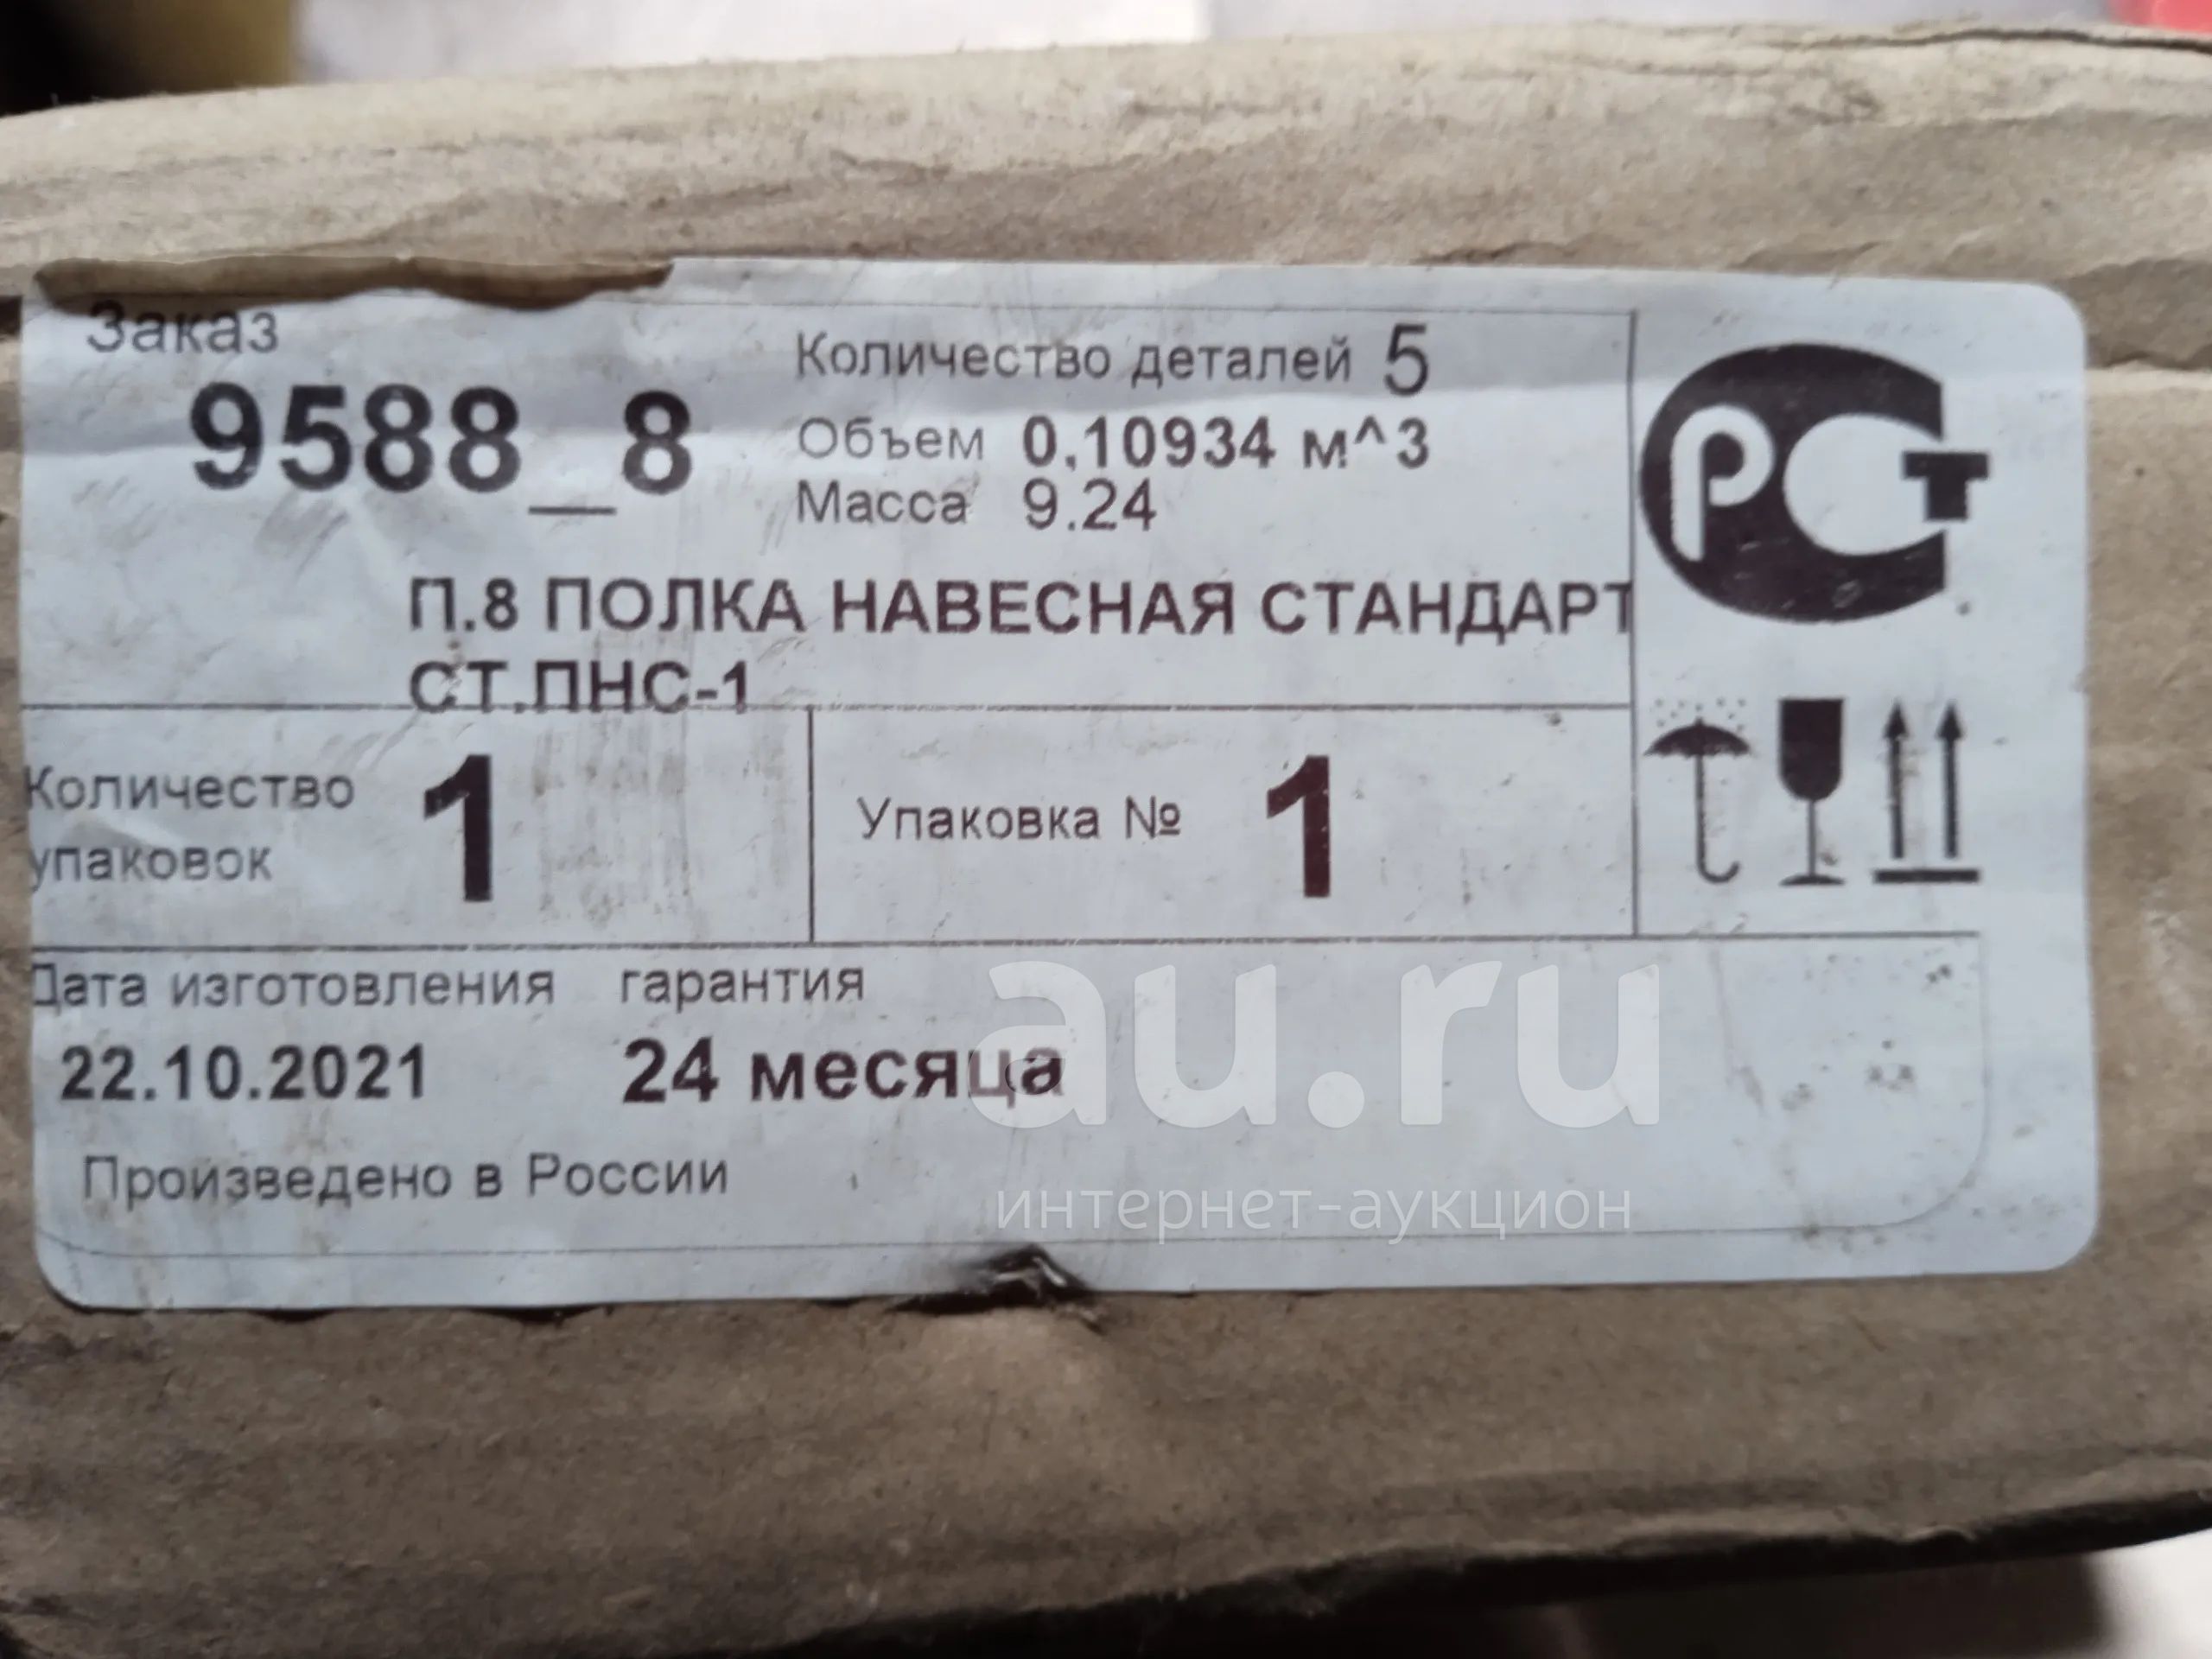 Заказ
9588_8
Количество деталей 5
Объем 0,10934 м^3
Масса 9.24
П.8 ПОЛКА НАВЕСНАЯ СТАНДАРТ
СТ.ПНС-1
Количество
упаковок
1
Упаковка № 1
РСТ
Дата изготовления
22.10.2021
гарантия
24 месяца
Произведено в России
au.ru
интернет-аукцион